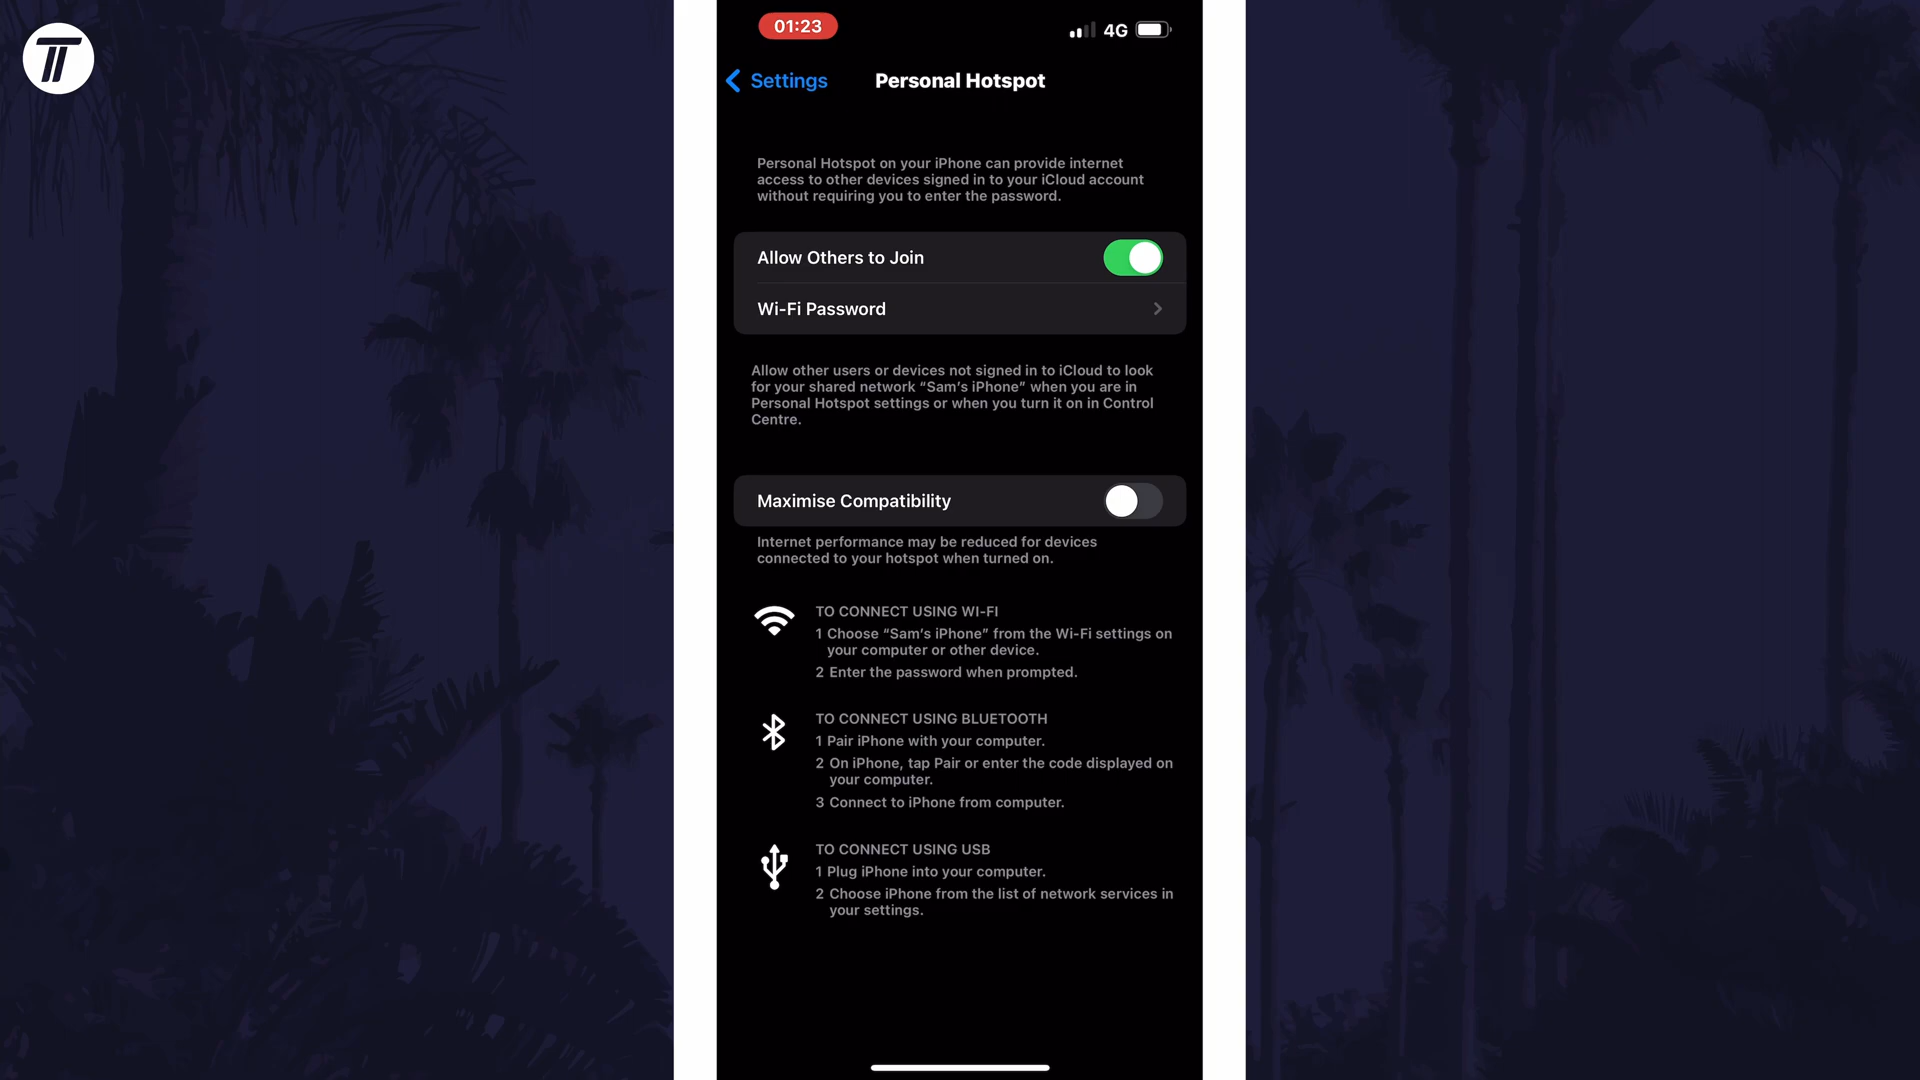 01:23
4G
Settings
Personal Hotspot
Personal Hotspot on your iPhone can provide internet
access to other devices signed in to your iCloud account
without requiring you to enter the password.
Allow Others to Join
Wi-Fi Password
Allow other users or devices not signed in to iCloud to look
for your shared network “Sam’s iPhone” when you are in
Personal Hotspot settings or when you turn it on in Control
Centre.
Maximise Compatibility
Internet performance may be reduced for devices
connected to your hotspot when turned on.
TO CONNECT USING WI-FI
1 Choose “Sam’s iPhone” from the Wi-Fi settings on
your computer or other device.
2 Enter the password when prompted.
TO CONNECT USING BLUETOOTH
1 Pair iPhone with your computer.
2 On iPhone, tap Pair or enter the code displayed on
your computer.
3 Connect to iPhone from computer.
TO CONNECT USING USB
1 Plug iPhone into your computer.
2 Choose iPhone from the list of network services in
your settings.